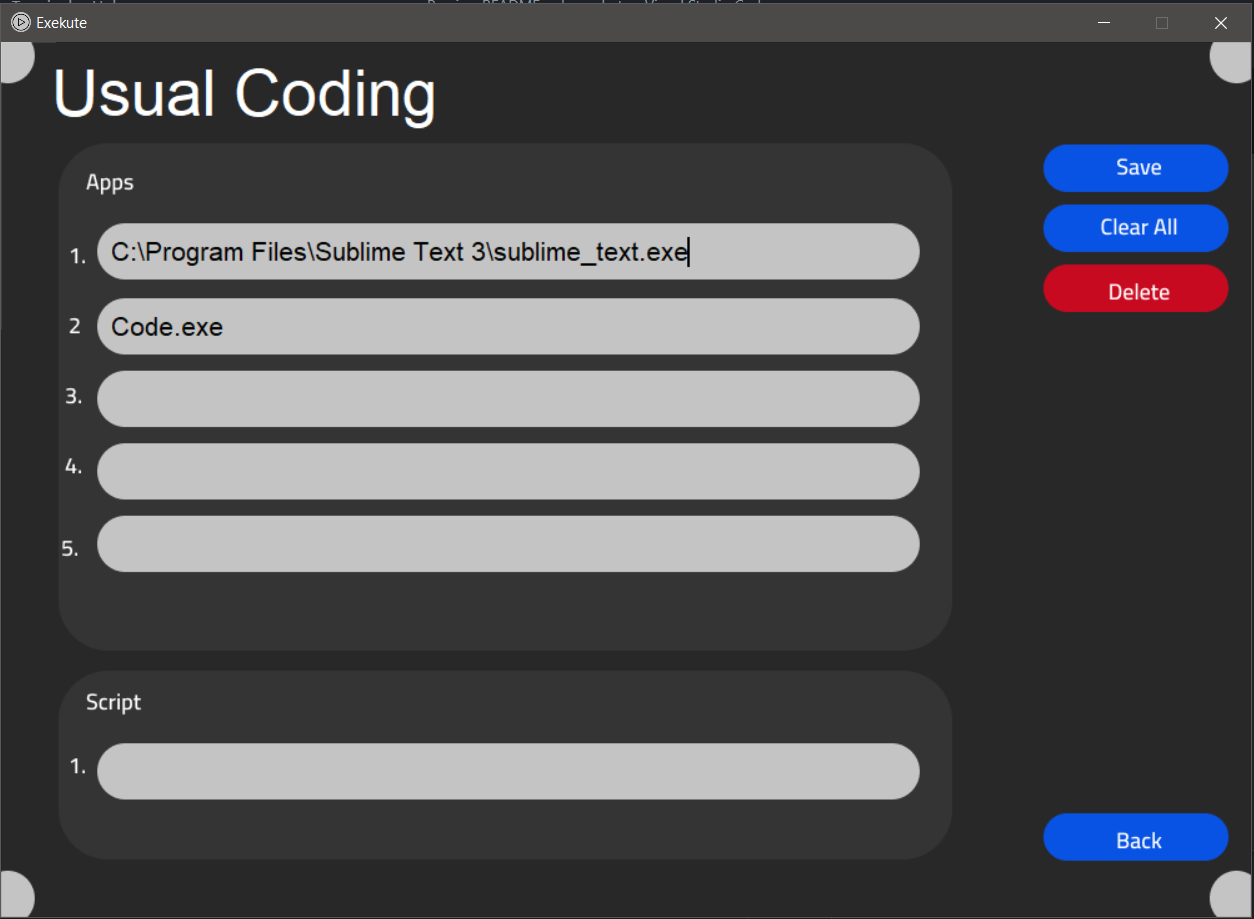 Exekute
Usual Coding
Apps
Save
1. C:\Program Files\Sublime Text 3\sublime_text.exe
Clear All
Delete
2 Code.exe
3.
4.
5.
Script
1.
Back